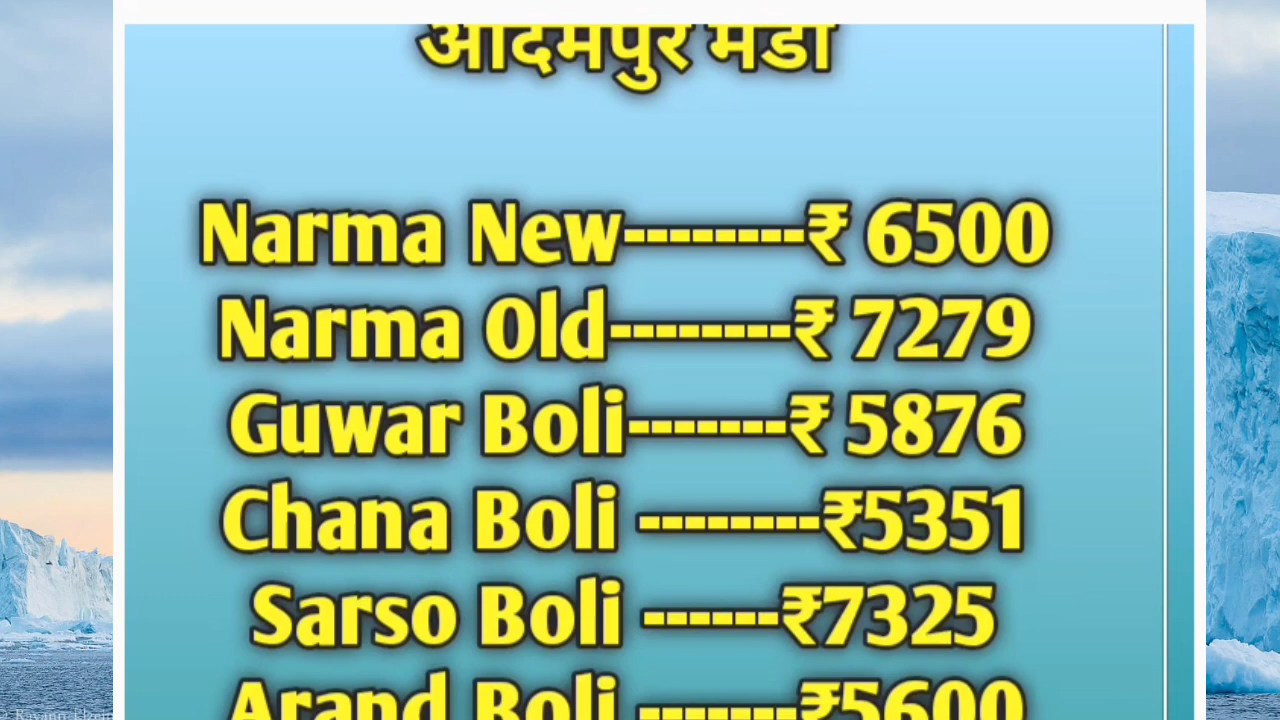 आदमपुर मंडी
Narma New--------₹ 6500
Narma Old--------₹ 7279
Guwar Boli-------₹ 5876
Chana Boli --------₹5351
Sarso Boli ------₹7325
Arand Boli -------₹5600